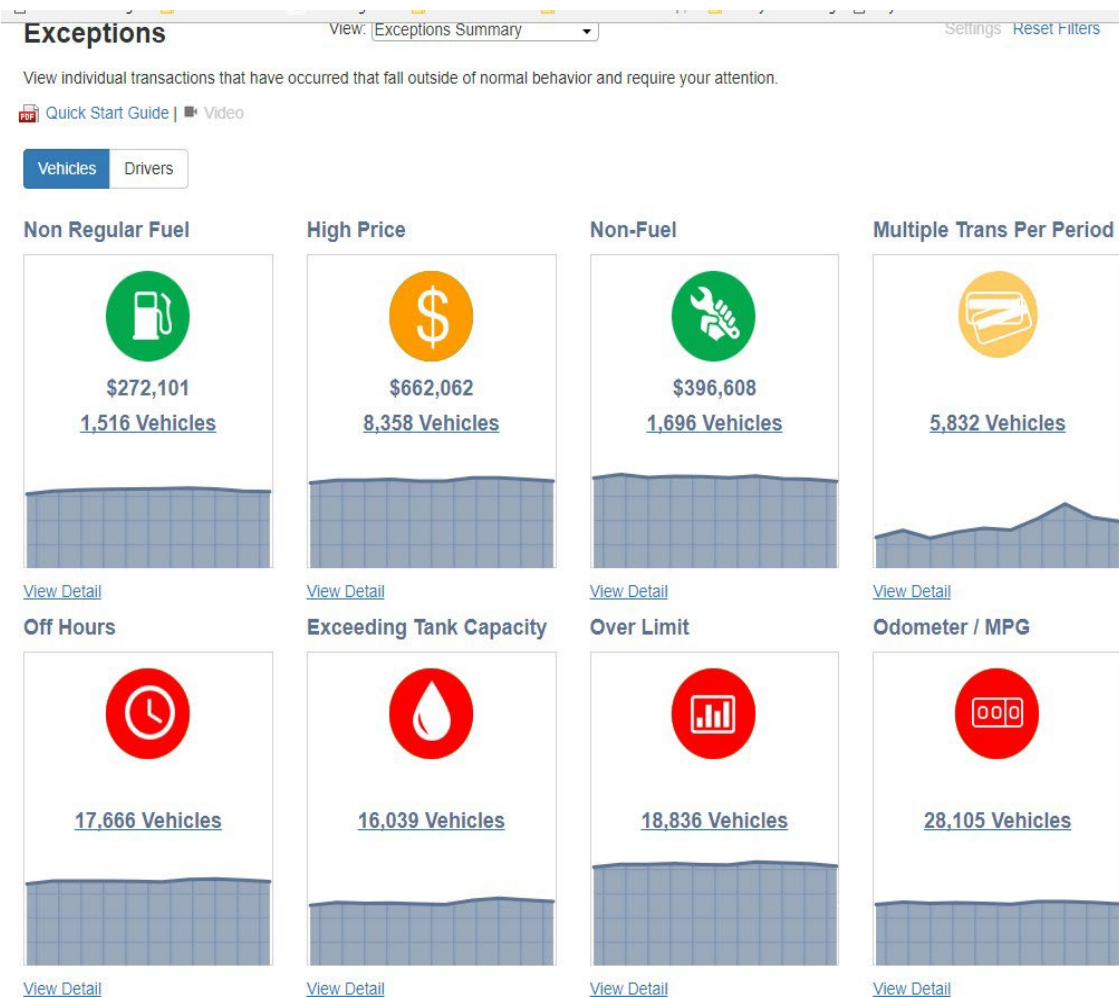 Exceptions View: Exceptions Summary Settings Reset Filters
View individual transactions that have occurred that fall outside of normal behavior and require your attention.
PDF Quick Start Guide | Video
Vehicles Drivers
Non Regular Fuel High Price Non-Fuel Multiple Trans Per Period
$
$272,101 $662,062 $396,608
1,516 Vehicles 8,358 Vehicles 1,696 Vehicles 5,832 Vehicles
View Detail View Detail View Detail View Detail
Off Hours Exceeding Tank Capacity Over Limit Odometer / MPG
000
17,666 Vehicles 16,039 Vehicles 18,836 Vehicles 28,105 Vehicles
View Detail View Detail View Detail View Detail